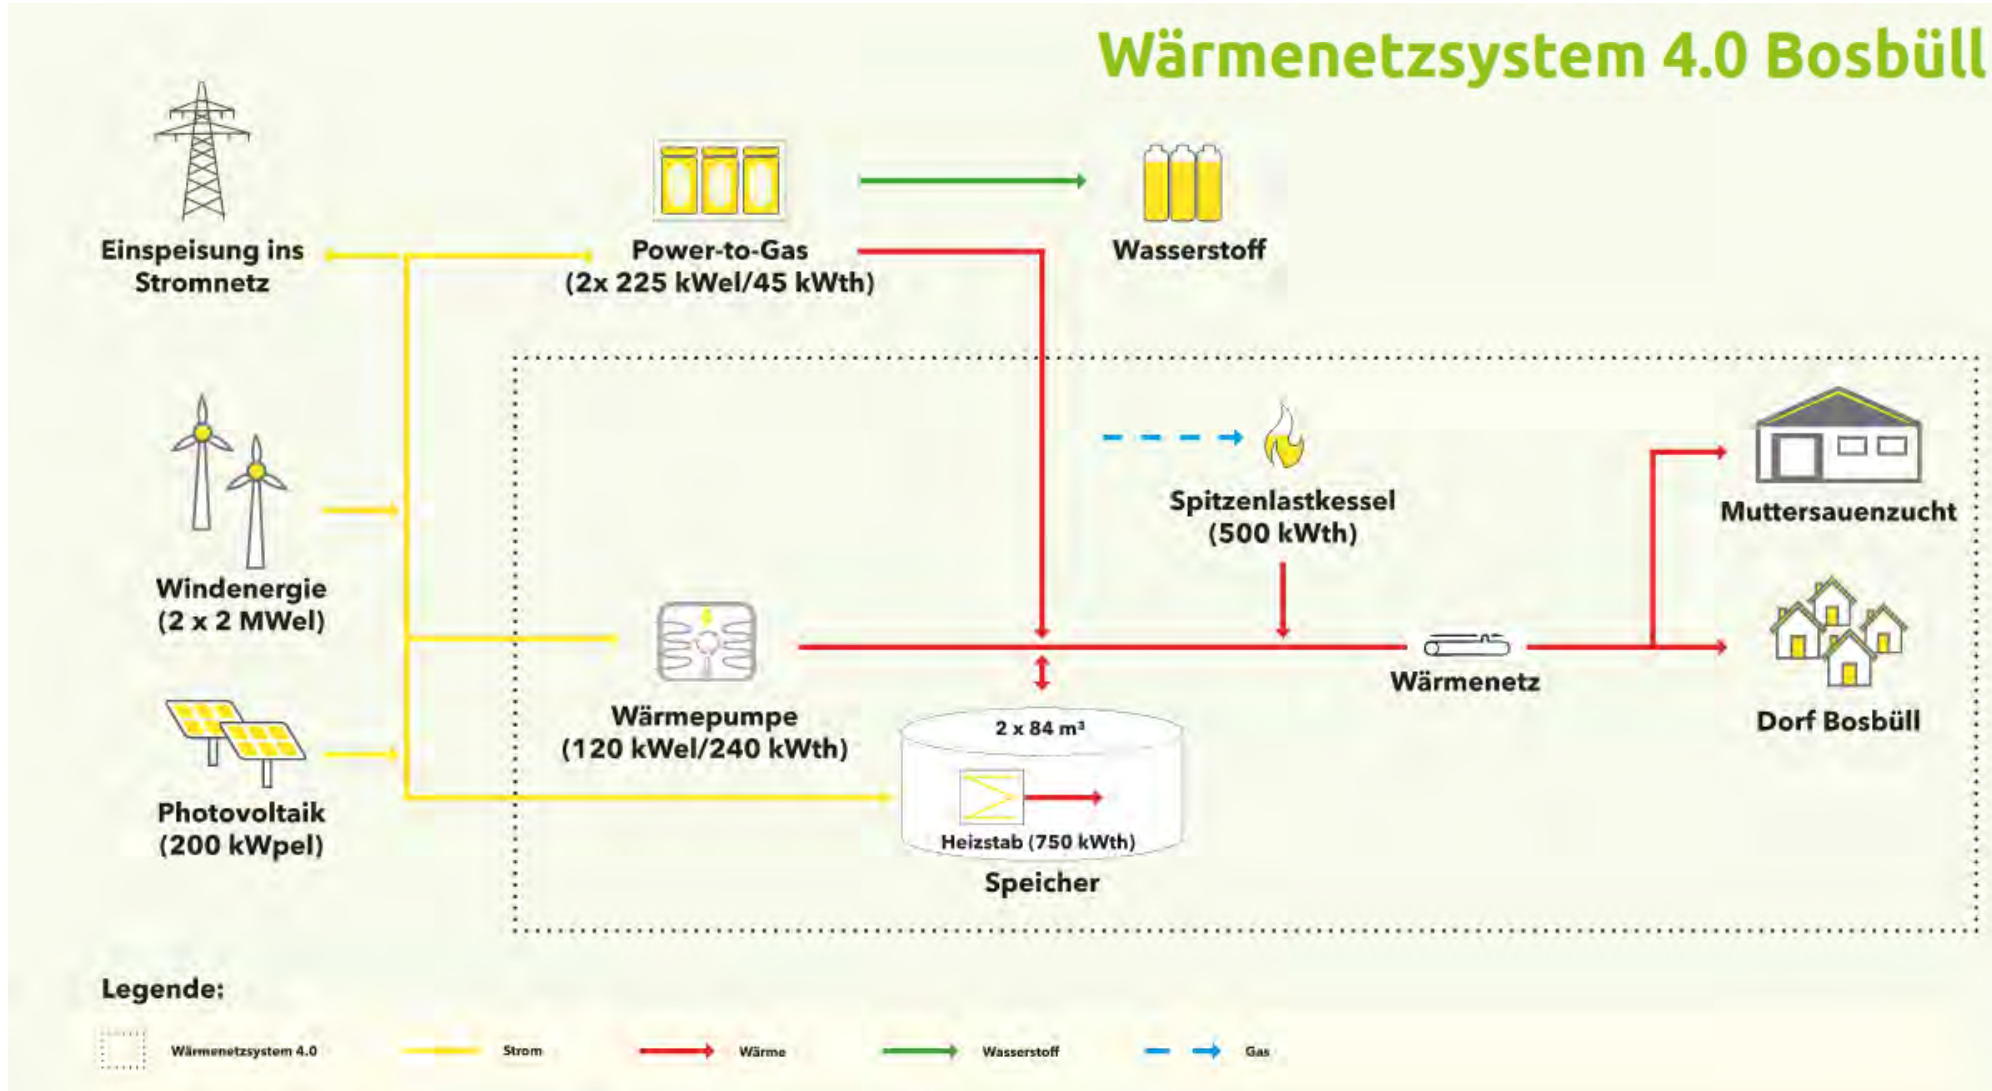 Wärmenetzsystem 4.0 Bosbüll
Einspeisung ins
Stromnetz
Power-to-Gas
(2x 225 kWel/45 kWth)
Wasserstoff
Windenergie
(2 x 2 MWel)
Spitzenlastkessel
(500 kWth)
Muttersauenzucht
Wärmepumpe
(120 kWel/240 kWth)
Wärmenetz
Dorf Bosbüll
Photovoltaik
(200 kWpel)
2 x 84 m³
Heizstab (750 kWth)
Speicher
Legende:
Wärmenetzsystem 4.0
Strom
Wärme
Wasserstoff
Gas